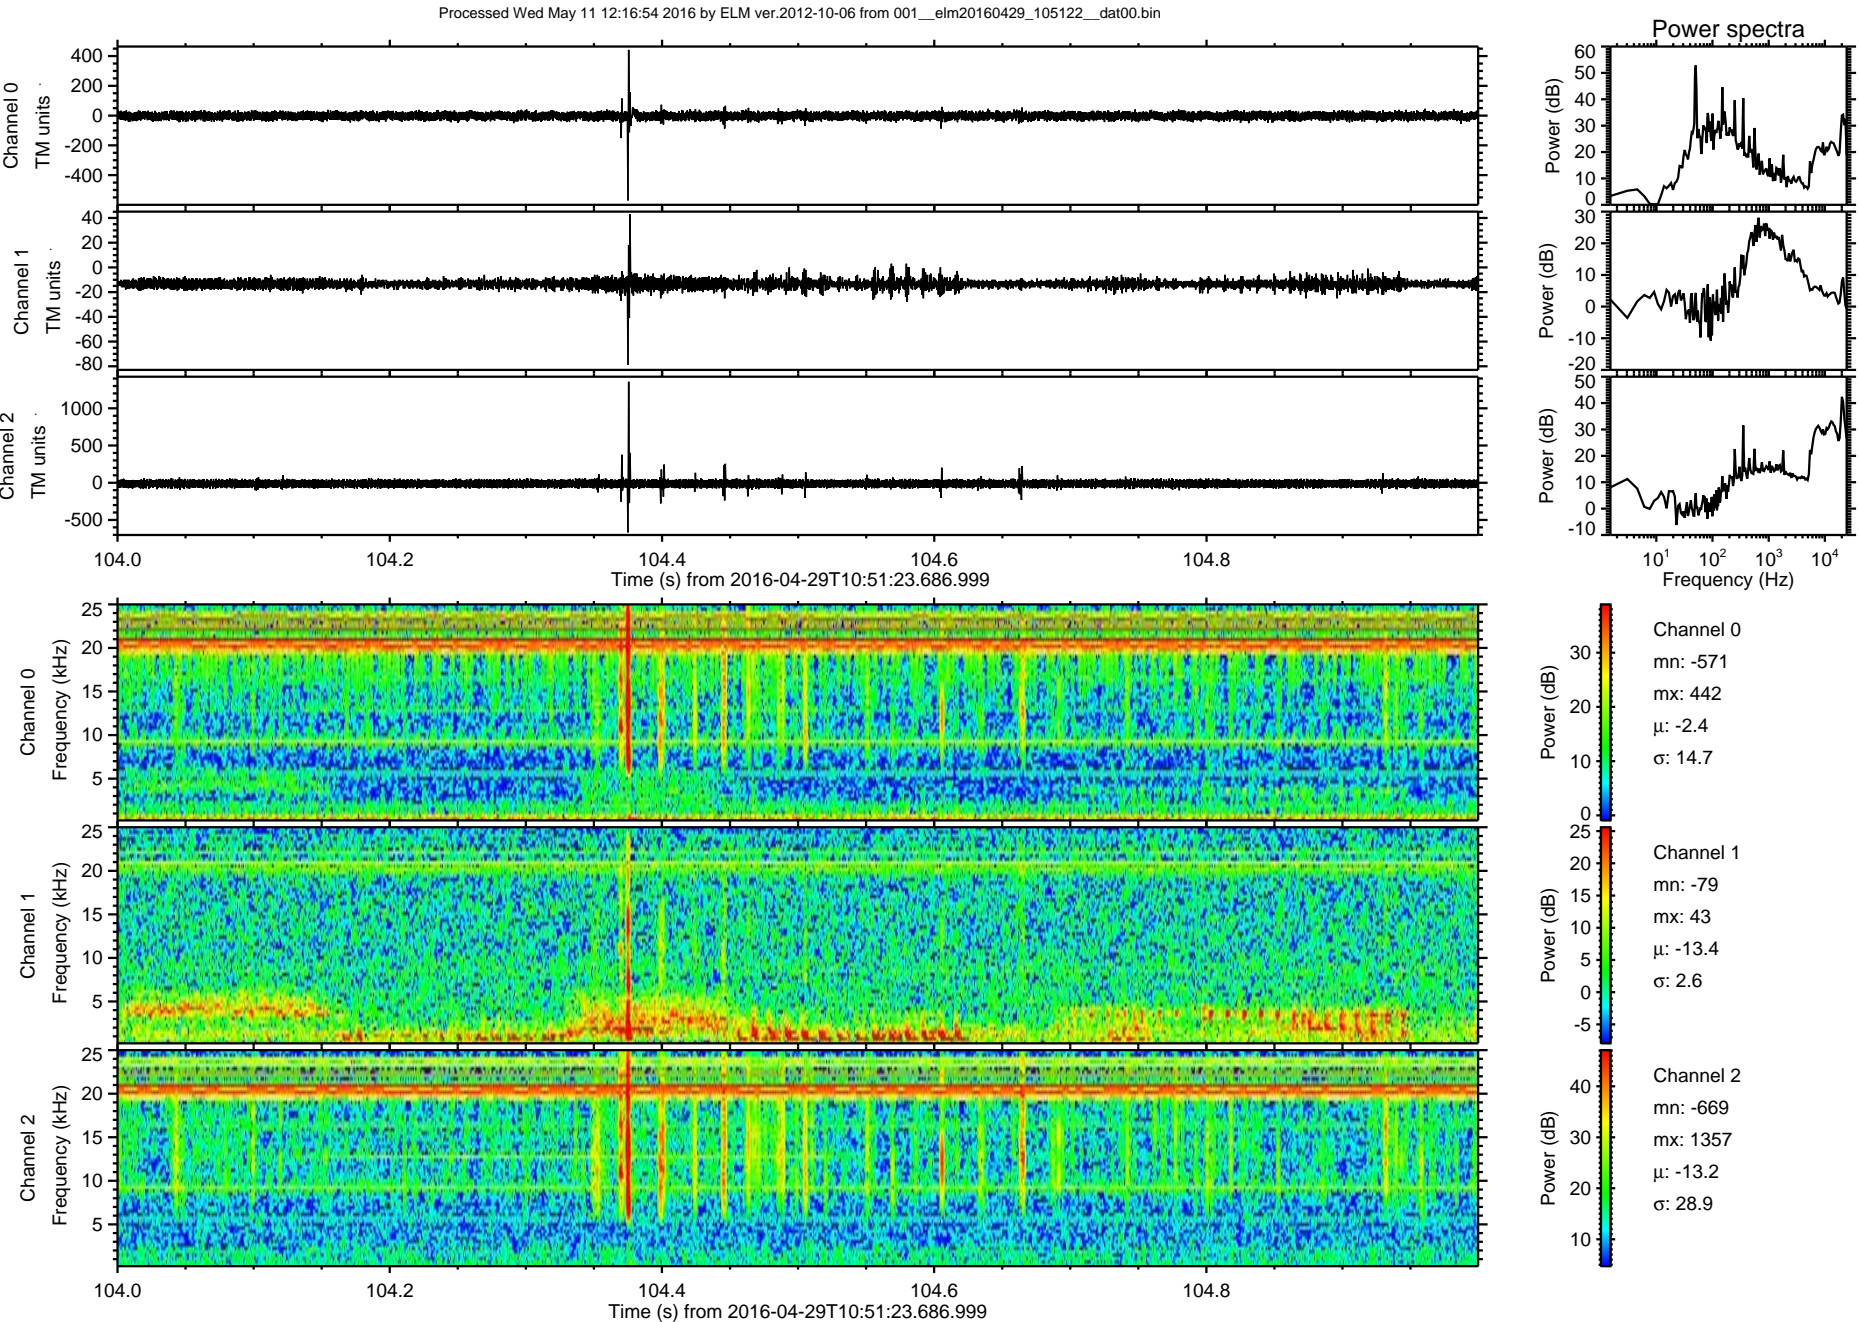 Processed Wed May 11 12:16:54 2016 by ELM ver.2012-10-06 from 001__elm20160429_105122__dat00.bin
Power spectra
Channel 0
TM units
400
200
0
-200
-400
Power (dB)
60
50
40
30
20
10
0
Channel 1
TM units
40
20
0
-20
-40
-60
-80
Power (dB)
30
20
10
0
-10
-20
Channel 2
TM units
1000
500
0
-500
Power (dB)
50
40
30
20
10
0
-10
104.0 104.2 104.4 104.6 104.8
Time (s) from 2016-04-29T10:51:23.686.999
10¹ 10² 10³ 10⁴
Frequency (Hz)
Channel 0
Frequency (kHz)
25
20
15
10
5
Power (dB)
30
20
10
0
Channel 0
mn: -571
mx: 442
µ: -2.4
σ: 14.7
Channel 1
Frequency (kHz)
25
20
15
10
5
Power (dB)
25
20
15
10
5
0
-5
Channel 1
mn: -79
mx: 43
µ: -13.4
σ: 2.6
Channel 2
Frequency (kHz)
25
20
15
10
5
Power (dB)
40
30
20
10
Channel 2
mn: -669
mx: 1357
µ: -13.2
σ: 28.9
104.0 104.2 104.4 104.6 104.8
Time (s) from 2016-04-29T10:51:23.686.999